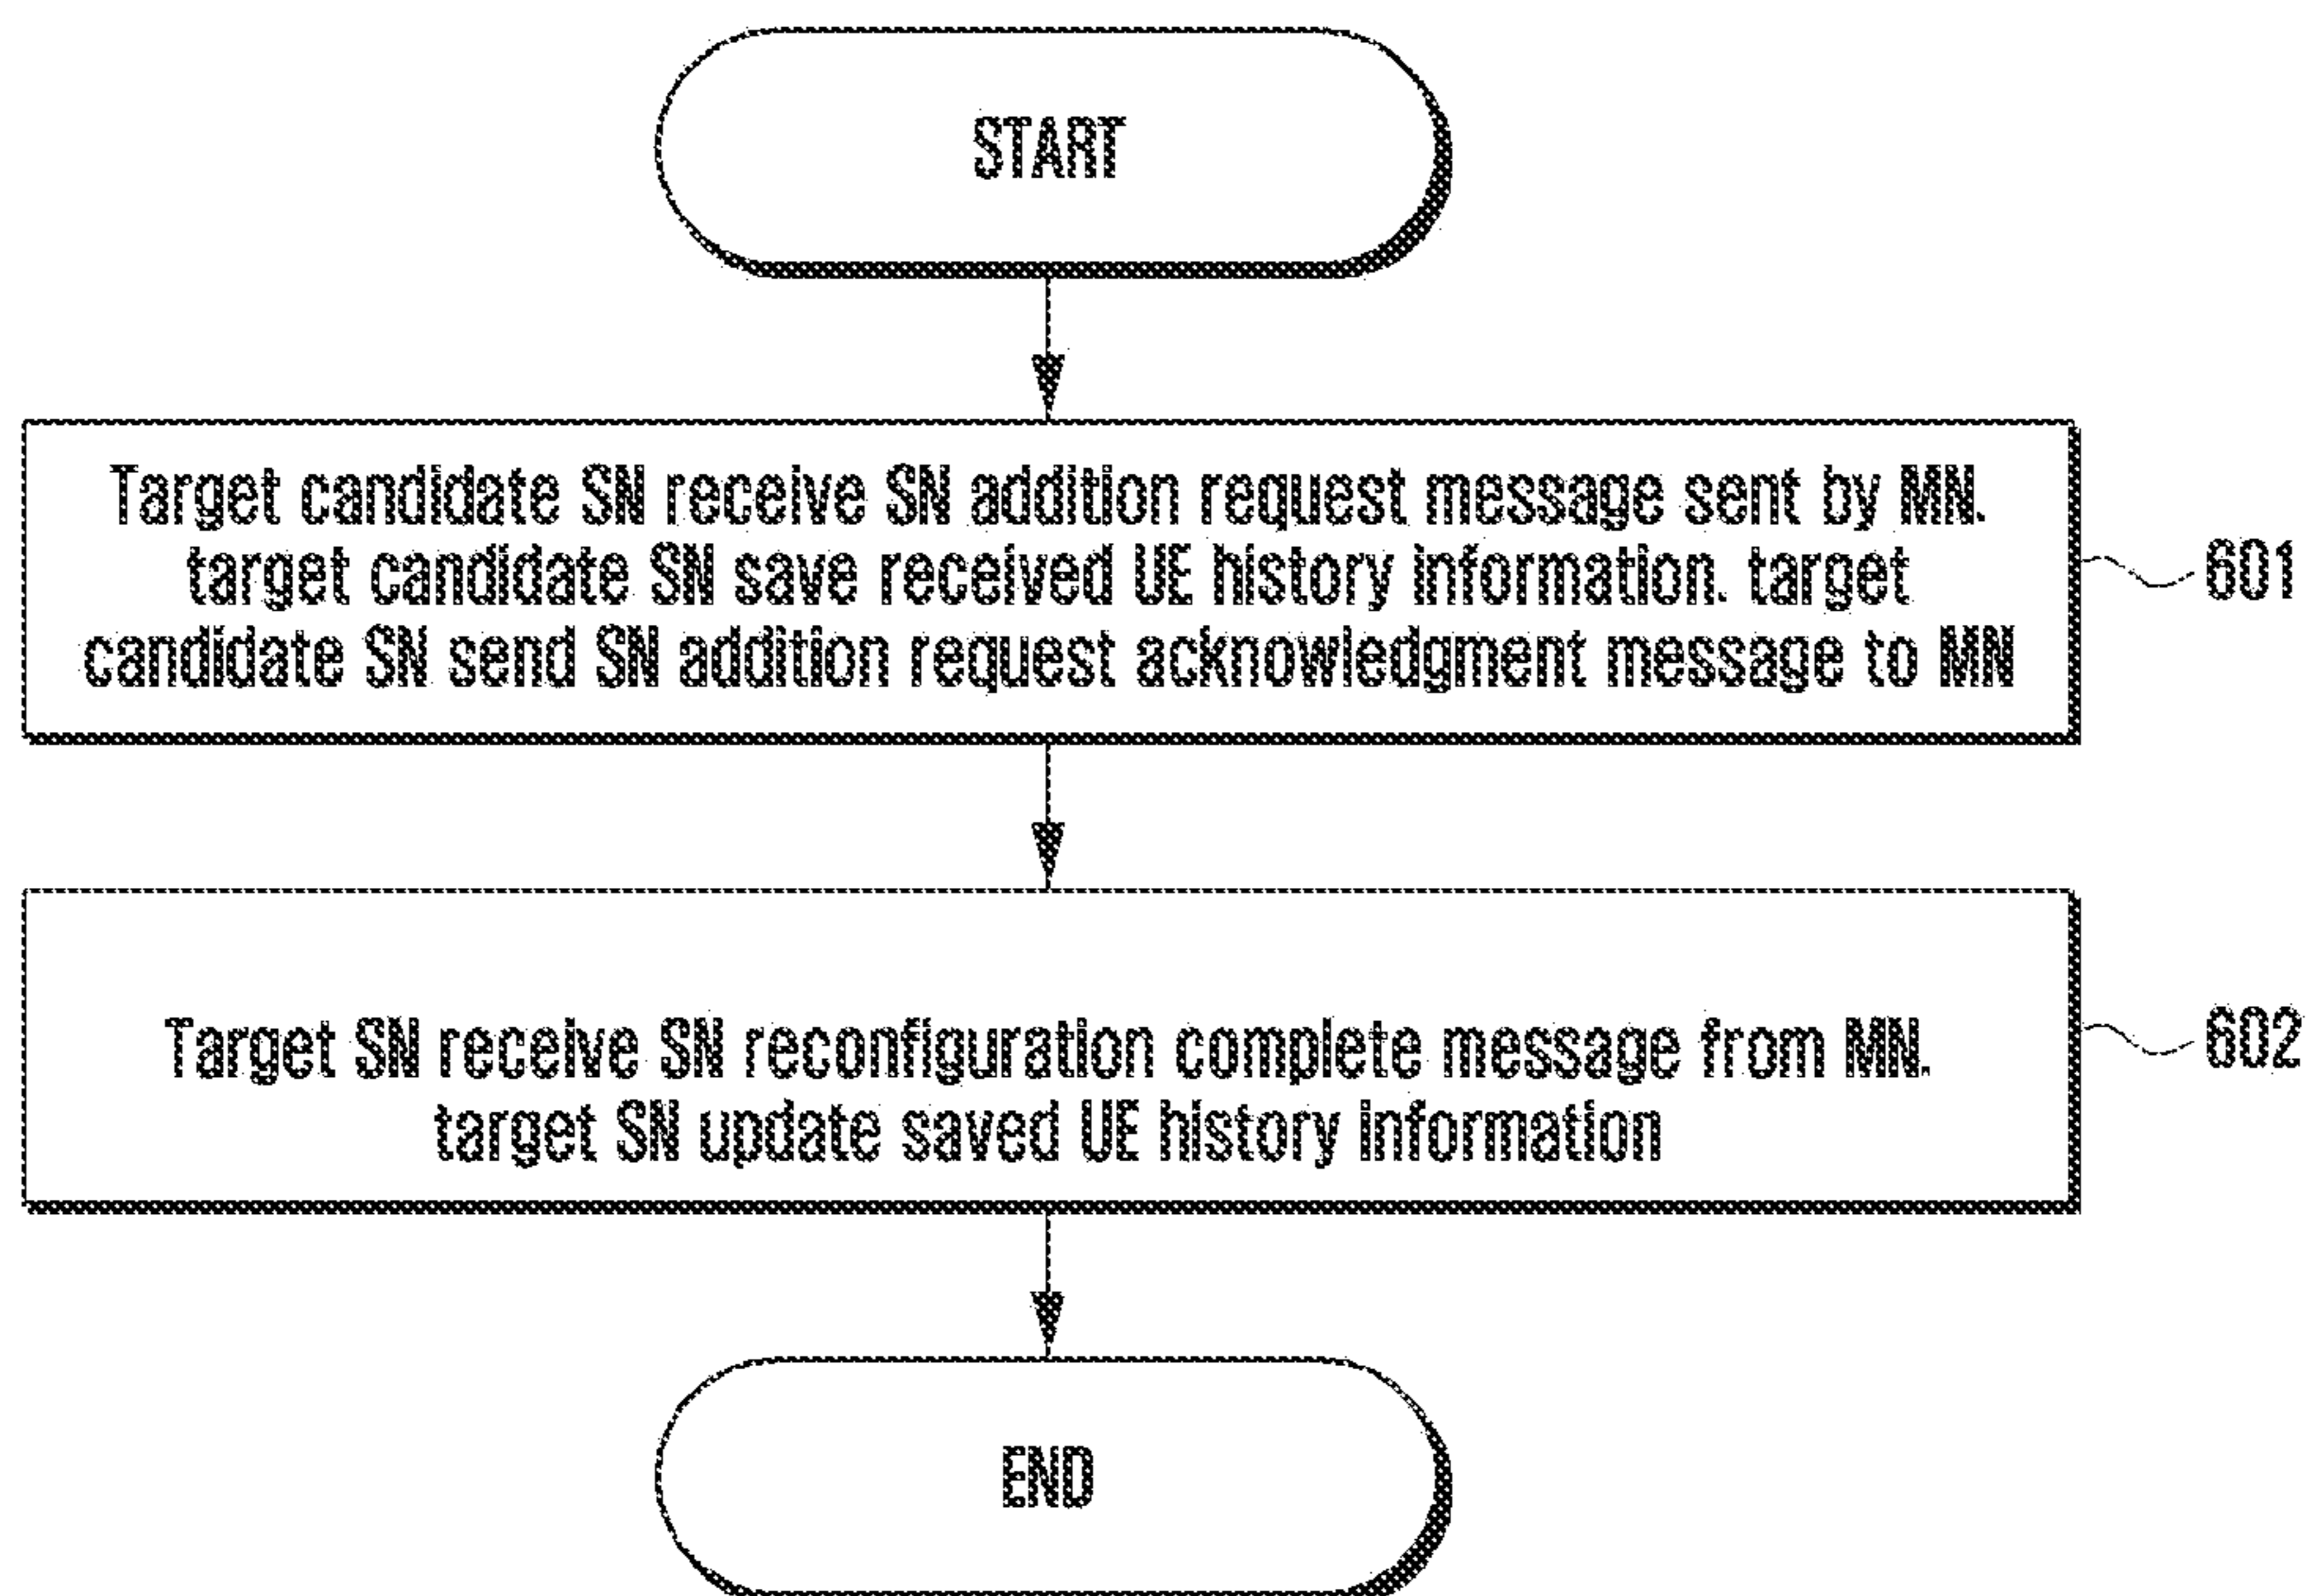 START
Target candidate SN receive SN addition request message sent by MN.
target candidate SN save received UE history information. target
candidate SN send SN addition request acknowledgment message to MN
601
Target SN receive SN reconfiguration complete message from MN.
target SN update saved UE history information
602
END